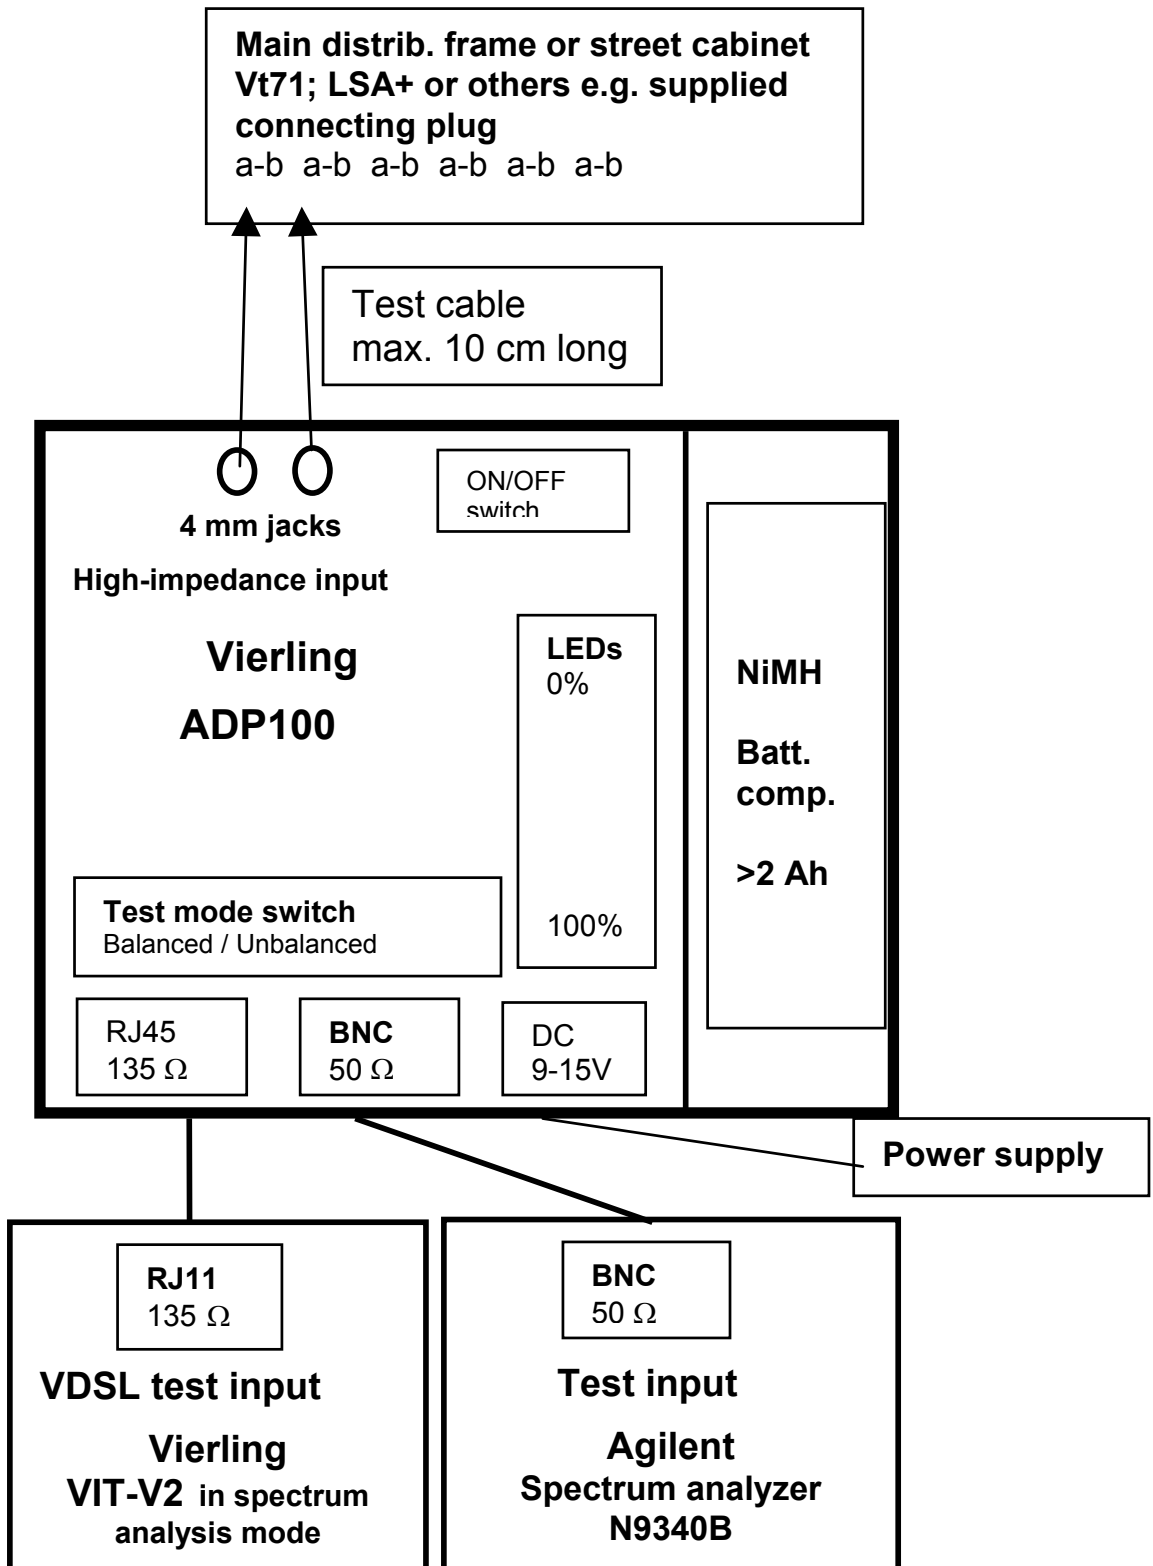 Main distrib. frame or street cabinet
Vt71; LSA+ or others e.g. supplied
connecting plug
a-b a-b a-b a-b a-b a-b
Test cable
max. 10 cm long
ON/OFF
switch
4 mm jacks
High-impedance input
Vierling
ADP100
LEDs
0%
100%
NiMH
Batt.
comp.
>2 Ah
Test mode switch
Balanced / Unbalanced
RJ45
135 Ω
BNC
50 Ω
DC
9-15V
Power supply
RJ11
135 Ω
VDSL test input
Vierling
VIT-V2 in spectrum
analysis mode
BNC
50 Ω
Test input
Agilent
Spectrum analyzer
N9340B